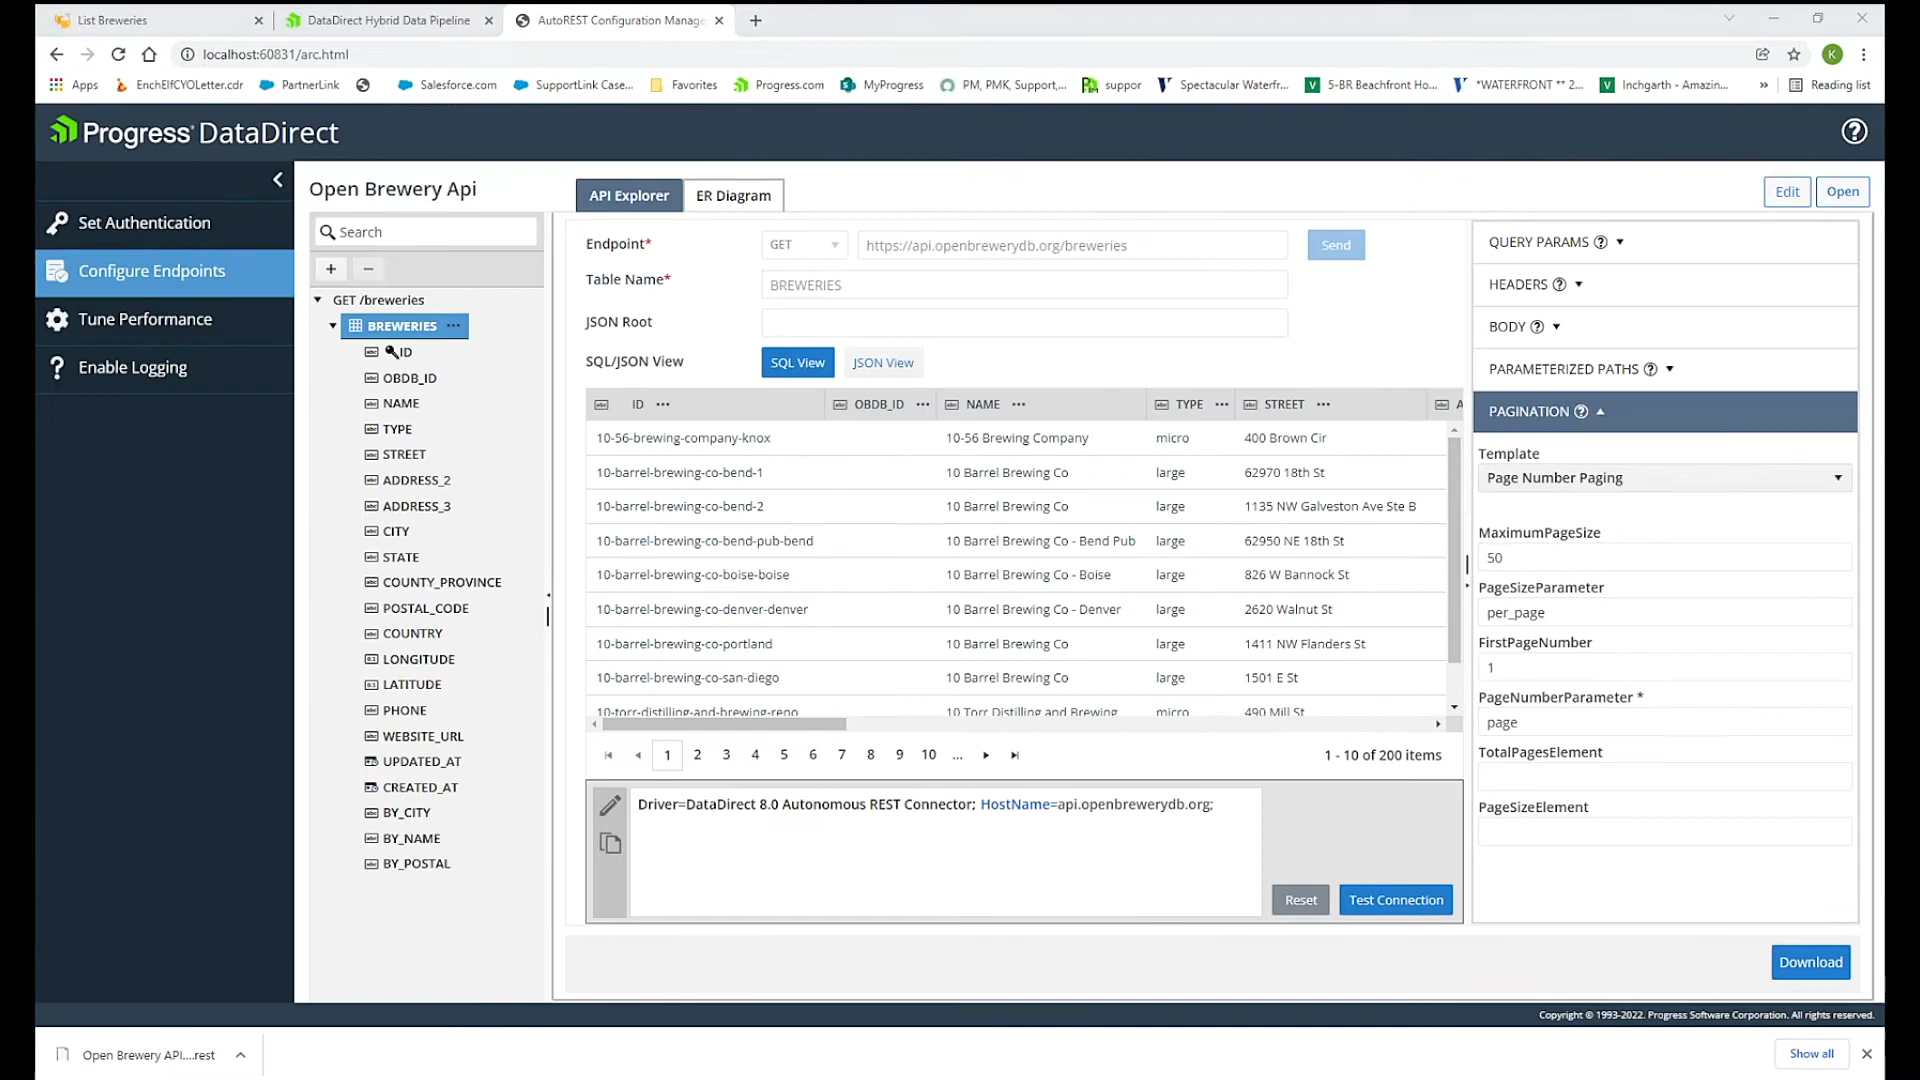 List Breweries
DataDirect Hybrid Data Pipeline
AutoREST Configuration Manage
localhost:60831/arc.html
K
Apps
EnchElfCYOLetter.cdr
PartnerLink
Salesforce.com
SupportLink Case...
Favorites
Progress.com
MyProgress
PM, PMK, Support,...
suppor
Spectacular Waterfr...
5-BR Beachfront Ho...
*WATERFRONT ** 2...
Inchgarth - Amazin...
»
Reading list
Progress DataDirect
Set Authentication
Configure Endpoints
Tune Performance
Enable Logging
Open Brewery Api
Search
GET /breweries
BREWERIES
ID
OBDB_ID
NAME
TYPE
STREET
ADDRESS_2
ADDRESS_3
CITY
STATE
COUNTY_PROVINCE
POSTAL_CODE
COUNTRY
LONGITUDE
LATITUDE
PHONE
WEBSITE_URL
UPDATED_AT
CREATED_AT
BY_CITY
BY_NAME
BY_POSTAL
API Explorer
ER Diagram
Edit
Open
Endpoint*
GET
https://api.openbrewerydb.org/breweries
Send
Table Name*
BREWERIES
JSON Root
SQL/JSON View
SQL View
JSON View
ID ••• OBDB_ID ••• NAME ••• TYPE ••• STREET ••• A
10-56-brewing-company-knox 10-56 Brewing Company micro 400 Brown Cir
10-barrel-brewing-co-bend-1 10 Barrel Brewing Co large 62970 18th St
10-barrel-brewing-co-bend-2 10 Barrel Brewing Co large 1135 NW Galveston Ave Ste B
10-barrel-brewing-co-bend-pub-bend 10 Barrel Brewing Co - Bend Pub large 62950 NE 18th St
10-barrel-brewing-co-boise-boise 10 Barrel Brewing Co - Boise large 826 W Bannock St
10-barrel-brewing-co-denver-denver 10 Barrel Brewing Co - Denver large 2620 Walnut St
10-barrel-brewing-co-portland 10 Barrel Brewing Co large 1411 NW Flanders St
10-barrel-brewing-co-san-diego 10 Barrel Brewing Co large 1501 E St
10-torr-distilling-and-brewing-reno 10 Torr Distilling and Brewing micro 490 Mill St
1 2 3 4 5 6 7 8 9 10 ...
1 - 10 of 200 items
Driver=DataDirect 8.0 Autonomous REST Connector; HostName=api.openbrewerydb.org;
Reset
Test Connection
QUERY PARAMS
HEADERS
BODY
PARAMETERIZED PATHS
PAGINATION
Template
Page Number Paging
MaximumPageSize
50
PageSizeParameter
per_page
FirstPageNumber
1
PageNumberParameter *
page
TotalPagesElement
PageSizeElement
Download
Copyright © 1993-2022. Progress Software Corporation. All rights reserved.
Open Brewery API....rest
Show all